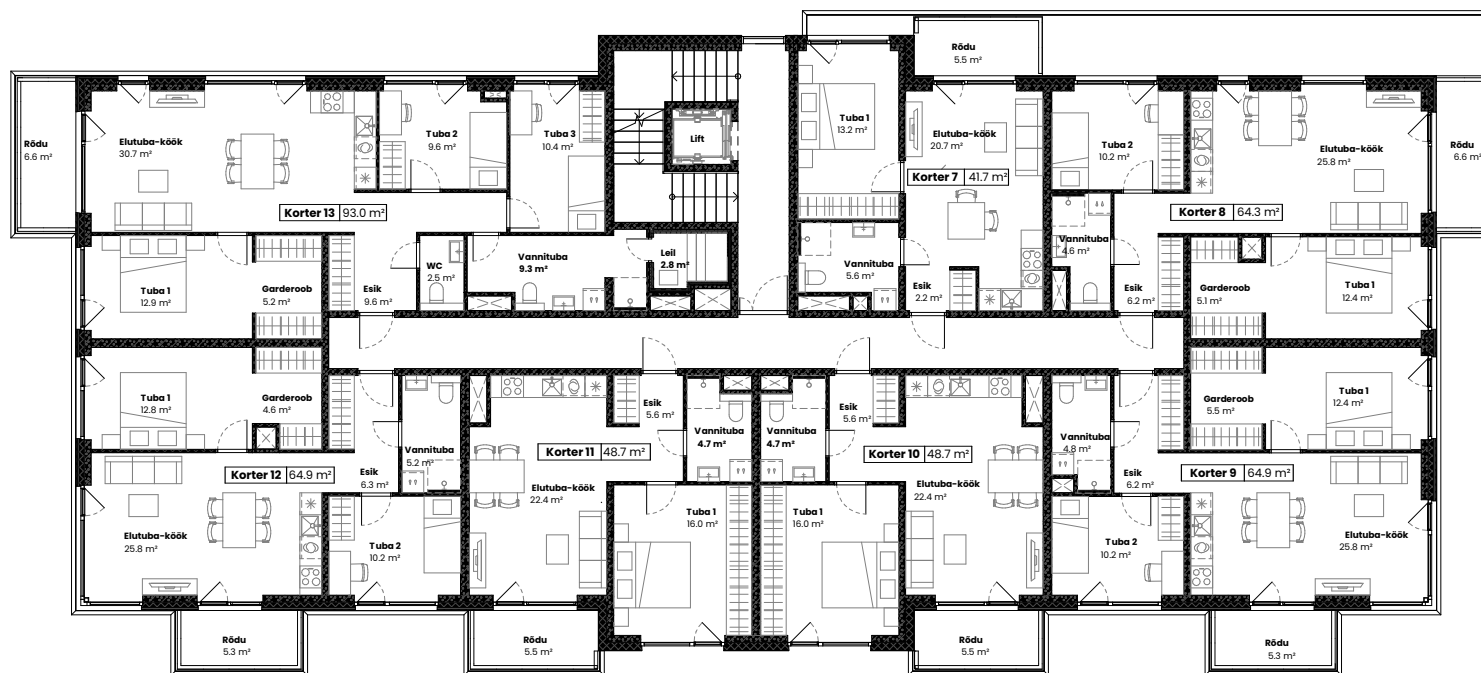 Rõdu
6.6 m²
Elutuba-köök
30.7 m²
Tuba 2
9.6 m²
Tuba 3
10.4 m²
Korter 13 93.0 m²
Tuba 1
12.9 m²
Garderoob
5.2 m²
Esik
9.6 m²
WC
2.5 m²
Vannituba
9.3 m²
Leil
2.8 m²
Lift
Tuba 1
13.2 m²
Rõdu
5.5 m²
Elutuba-köök
20.7 m²
Korter 7 41.7 m²
Vannituba
5.6 m²
Esik
2.2 m²
Tuba 2
10.2 m²
Elutuba-köök
25.8 m²
Rõdu
6.6 m²
Korter 8 64.3 m²
Vannituba
4.6 m²
Esik
6.2 m²
Garderoob
5.1 m²
Tuba 1
12.4 m²
Tuba 1
12.8 m²
Garderoob
4.6 m²
Korter 12 64.9 m²
Esik
6.3 m²
Vannituba
5.2 m²
Elutuba-köök
25.8 m²
Tuba 2
10.2 m²
Rõdu
5.3 m²
Esik
5.6 m²
Vannituba
4.7 m²
Korter 11 48.7 m²
Elutuba-köök
22.4 m²
Tuba 1
16.0 m²
Rõdu
5.5 m²
Vannituba
4.7 m²
Esik
5.6 m²
Korter 10 48.7 m²
Elutuba-köök
22.4 m²
Tuba 1
16.0 m²
Rõdu
5.5 m²
Garderoob
5.5 m²
Tuba 1
12.4 m²
Vannituba
4.8 m²
Esik
6.2 m²
Korter 9 64.9 m²
Tuba 2
10.2 m²
Elutuba-köök
25.8 m²
Rõdu
5.3 m²